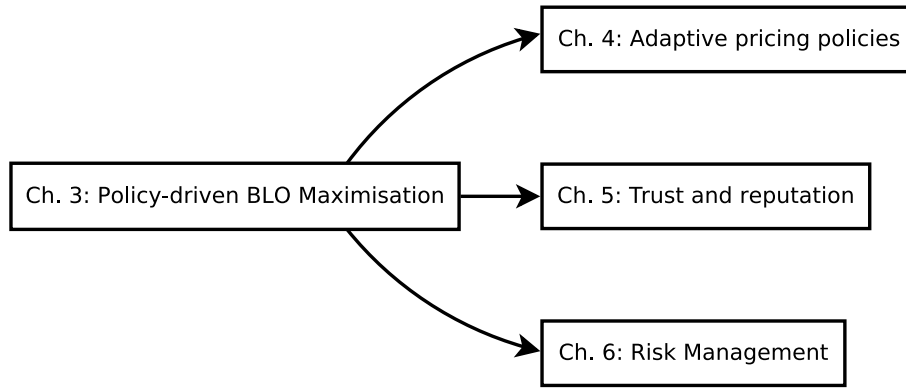 Ch. 4: Adaptive pricing policies
Ch. 3: Policy-driven BLO Maximisation
Ch. 5: Trust and reputation
Ch. 6: Risk Management